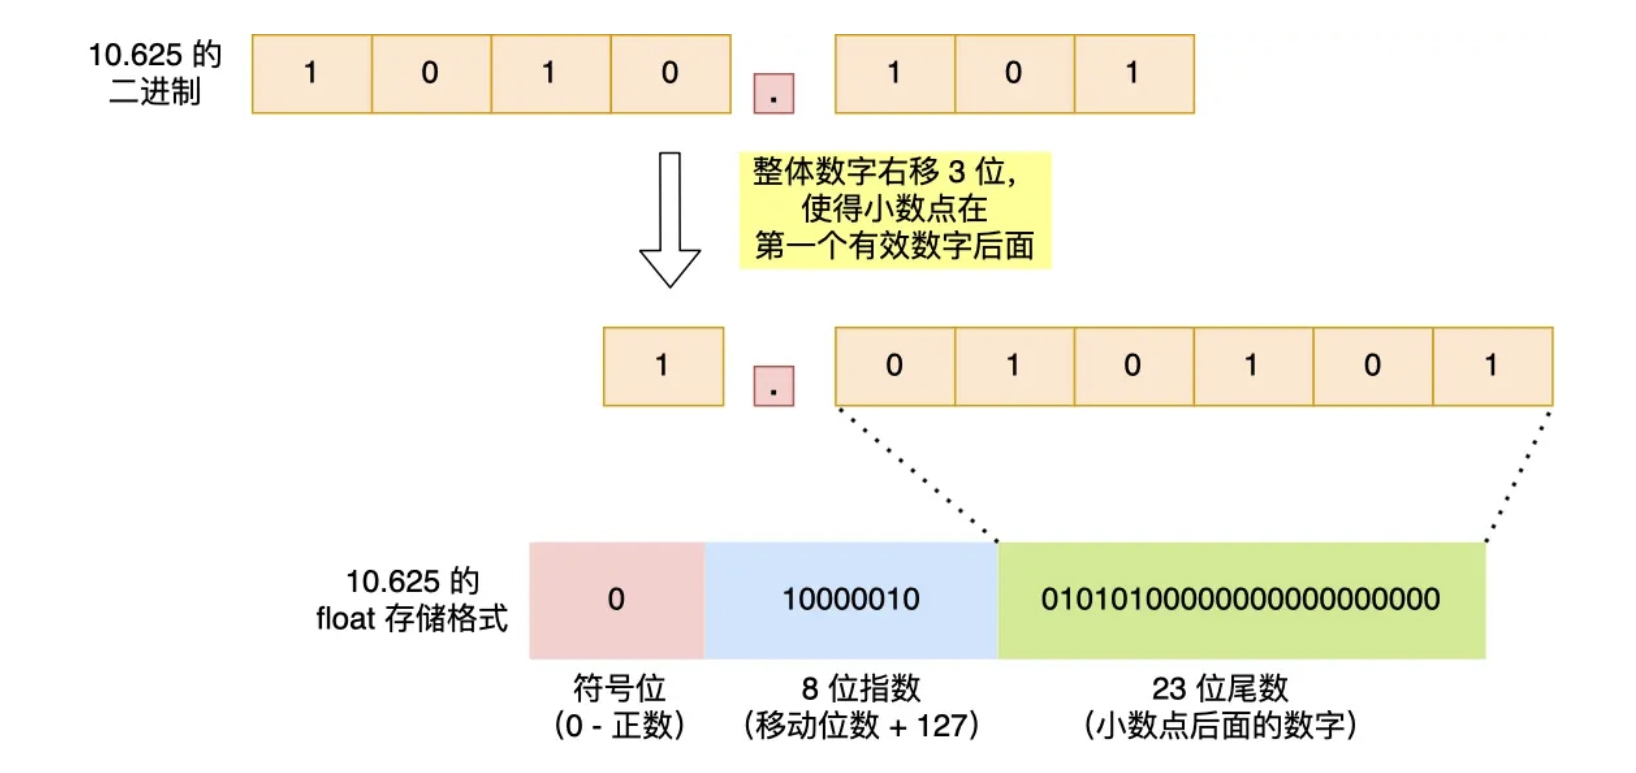 10.625 的
二进制
1 0 1 0 . 1 0 1
整体数字右移 3 位，
使得小数点在
第一个有效数字后面
1 . 0 1 0 1 0 1
10.625 的
float 存储格式
0 10000010 01010100000000000000000
符号位
（0 - 正数）
8 位指数
（移动位数 + 127）
23 位尾数
（小数点后面的数字）